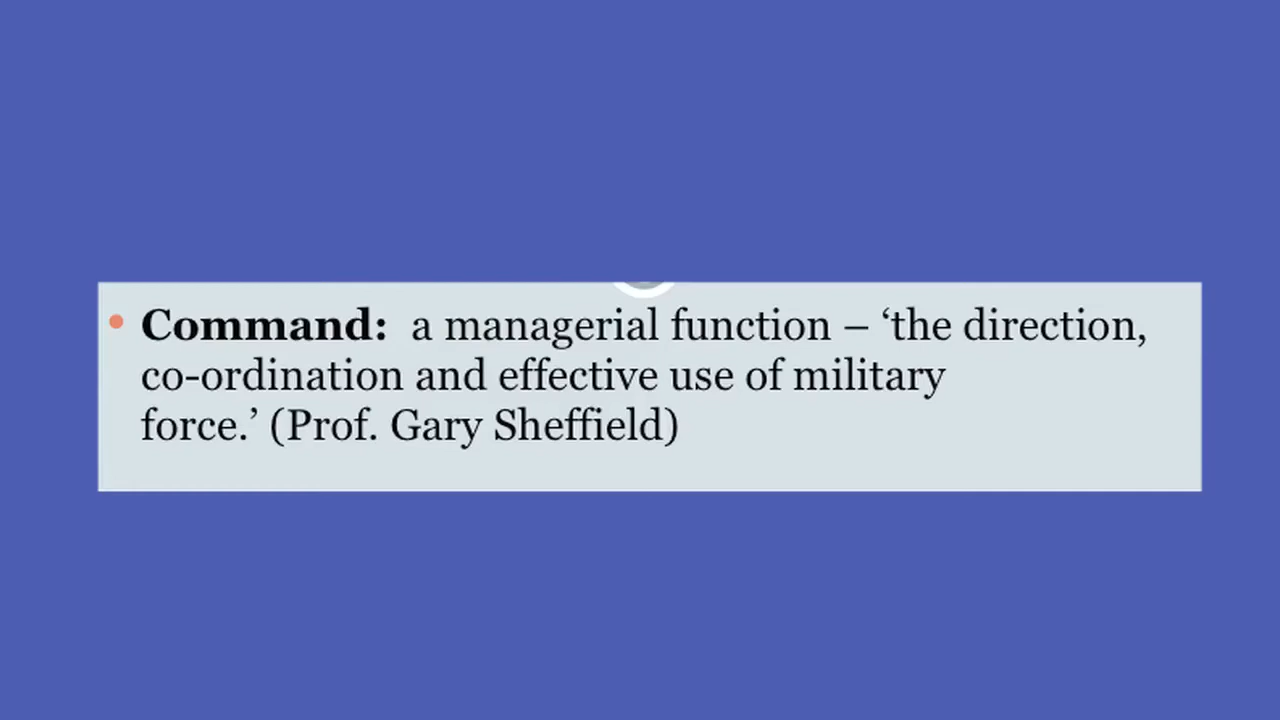 • Command: a managerial function – ‘the direction,
co-ordination and effective use of military
force.’ (Prof. Gary Sheffield)